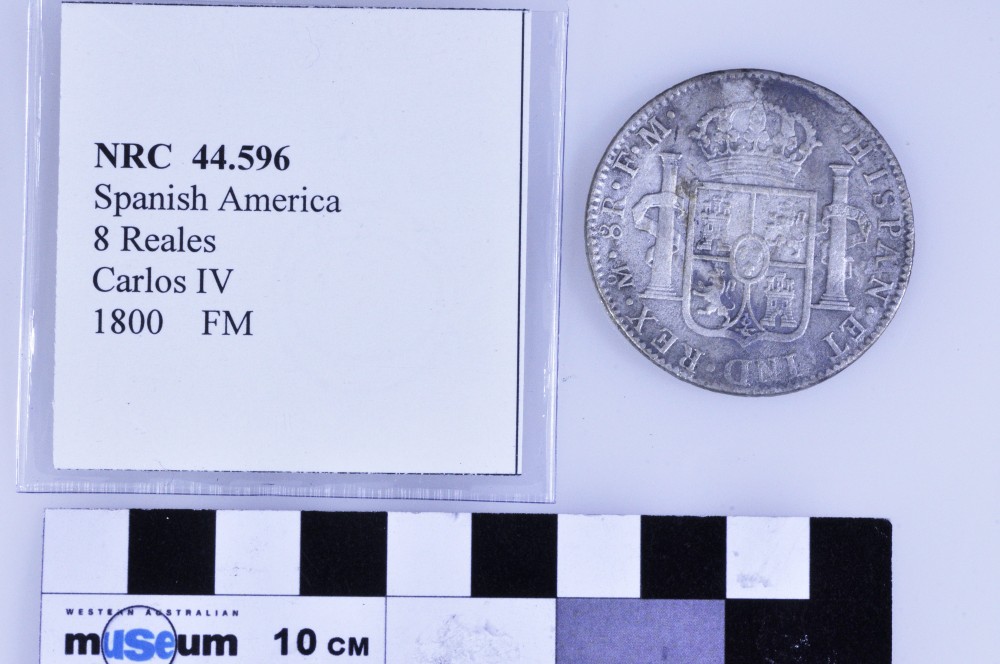 NRC 44.596
Spanish America
8 Reales
Carlos IV
1800 FM
· HISPAN · ET IND · REX · Mo · 8R · F · M ·
WESTERN AUSTRALIAN
museum 10 CM